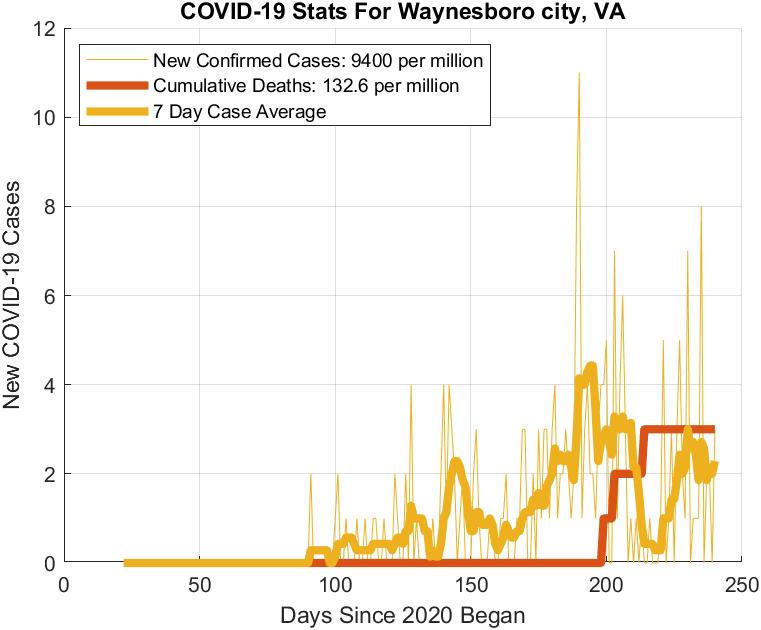 COVID-19 Stats For Waynesboro city, VA
12
New Confirmed Cases: 9400 per million
Cumulative Deaths: 132.6 per million
7 Day Case Average
10
8
6
4
2
0
New COVID-19 Cases
0 50 100 150 200 250
Days Since 2020 Began